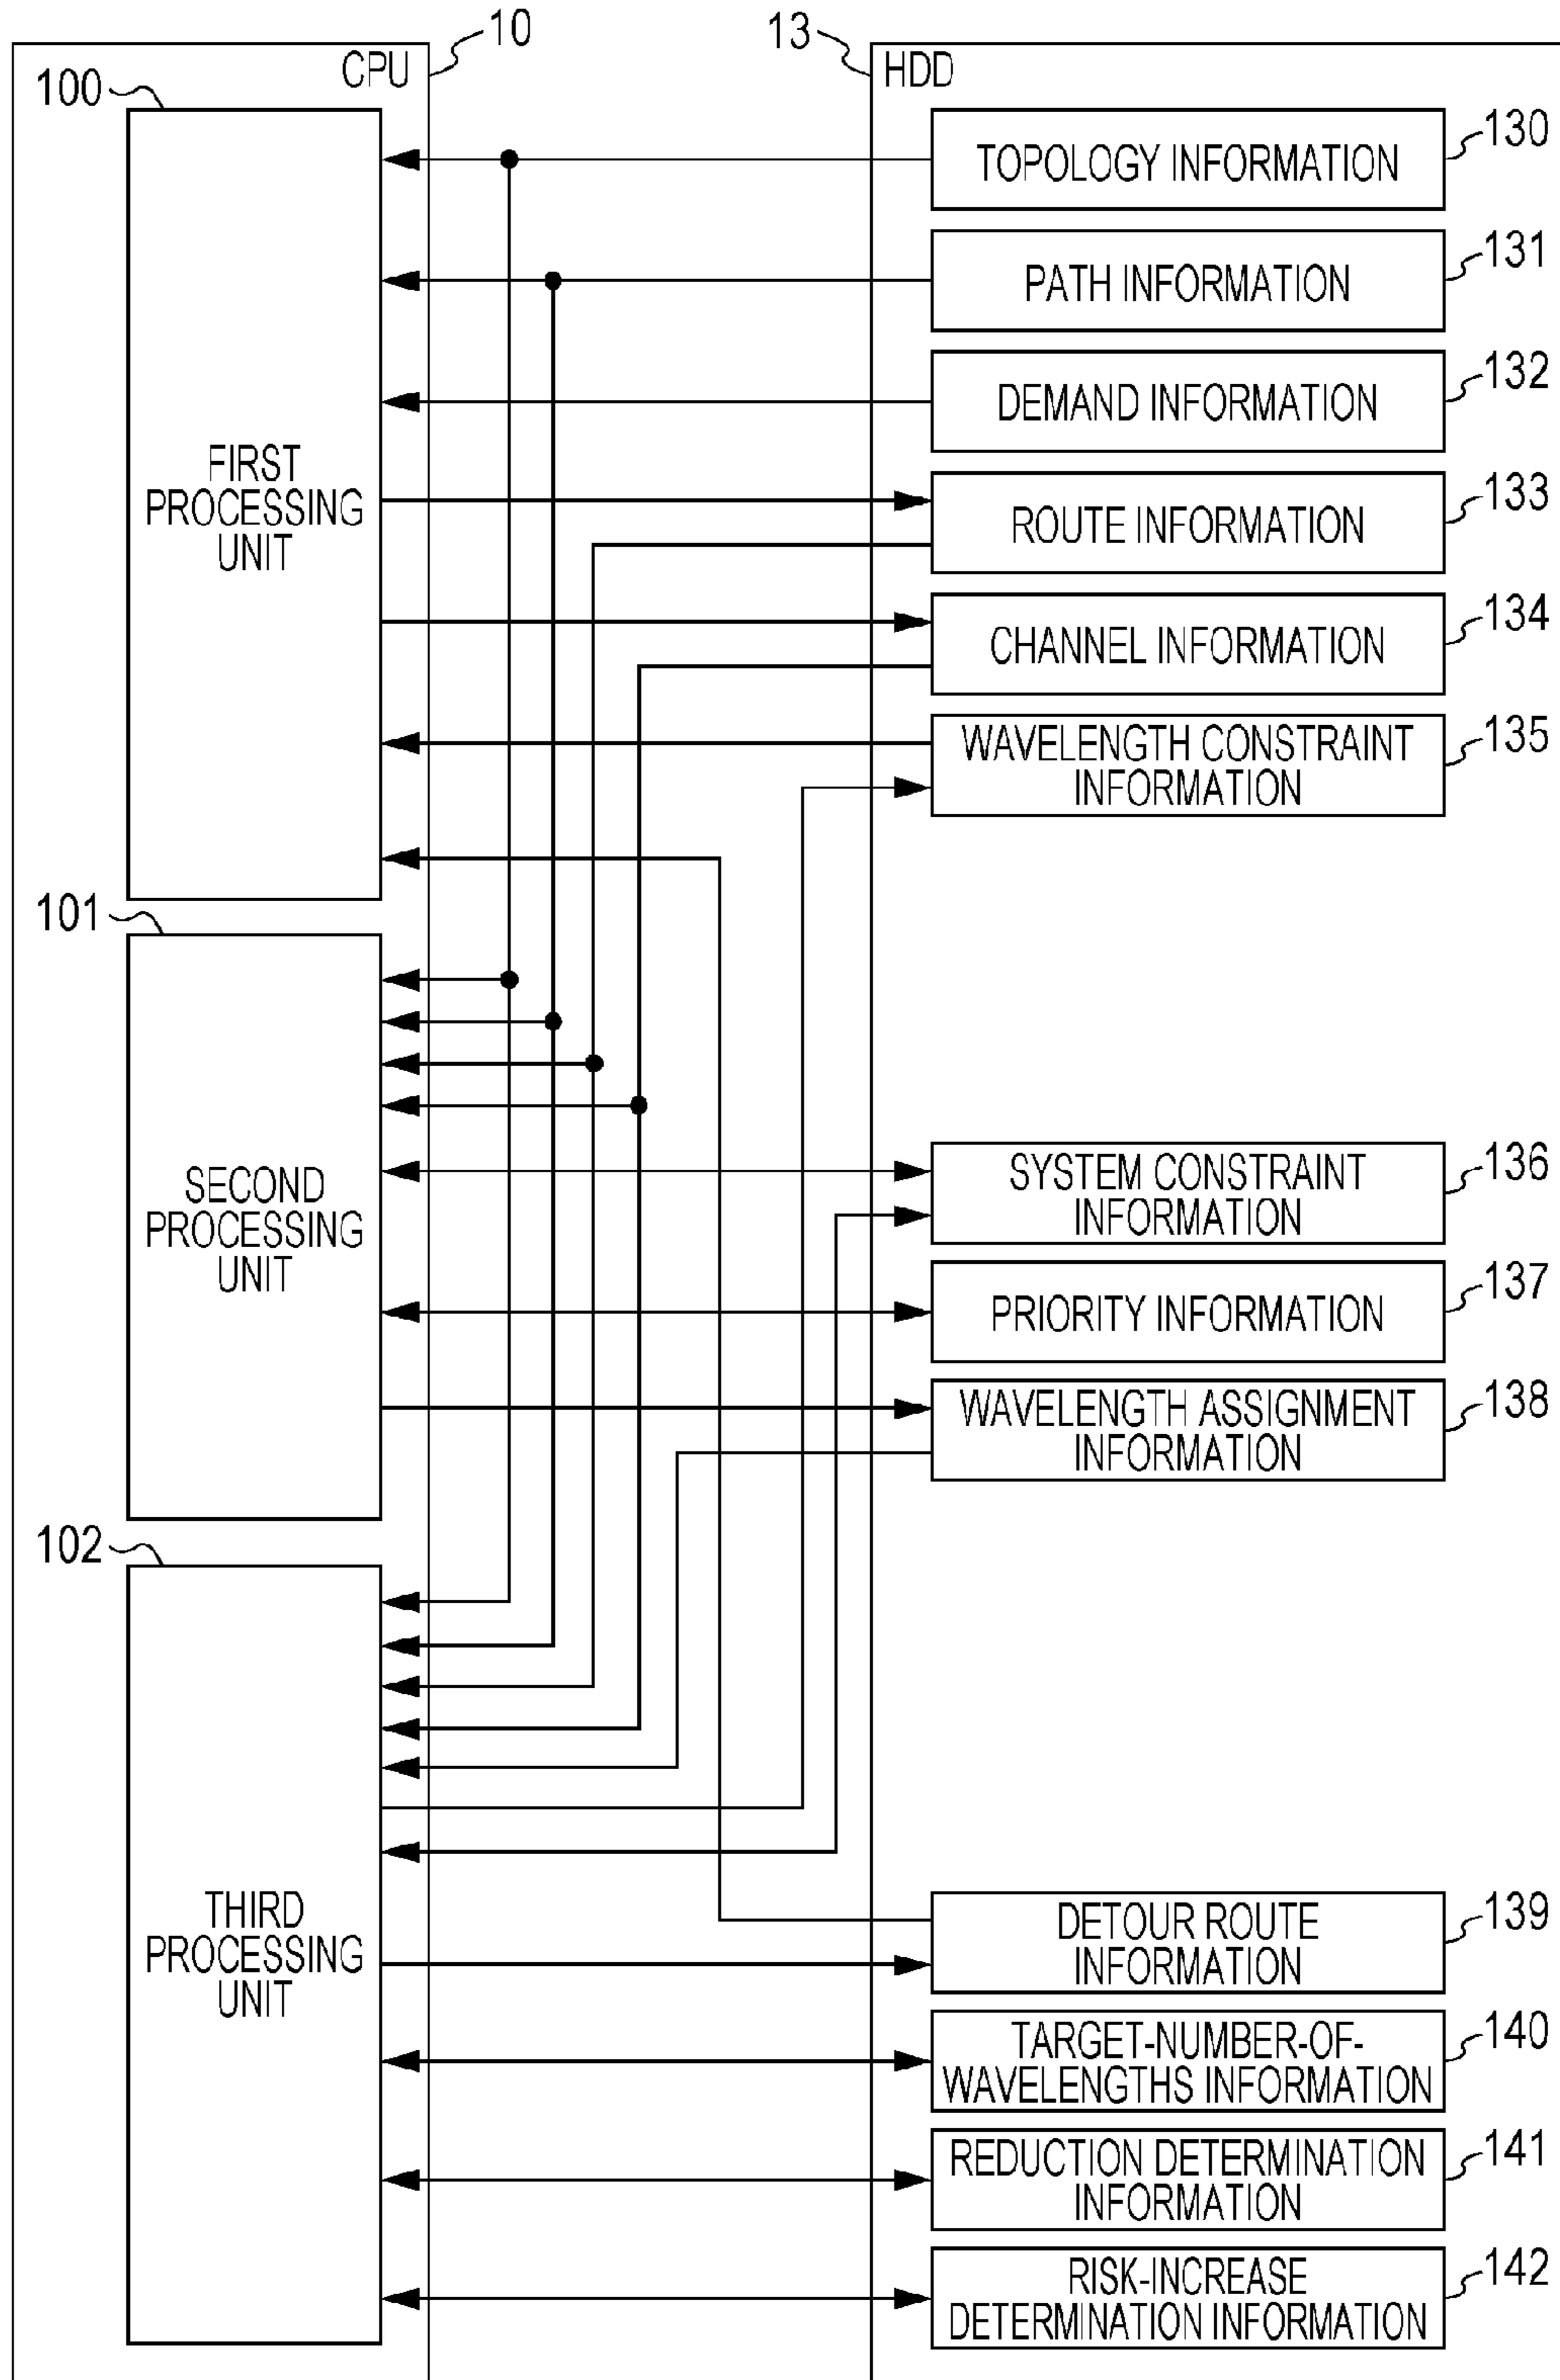 10
CPU
100
FIRST
PROCESSING
UNIT
101
SECOND
PROCESSING
UNIT
102
THIRD
PROCESSING
UNIT
13
HDD
TOPOLOGY INFORMATION
130
PATH INFORMATION
131
DEMAND INFORMATION
132
ROUTE INFORMATION
133
CHANNEL INFORMATION
134
WAVELENGTH CONSTRAINT
INFORMATION
135
SYSTEM CONSTRAINT
INFORMATION
136
PRIORITY INFORMATION
137
WAVELENGTH ASSIGNMENT
INFORMATION
138
DETOUR ROUTE
INFORMATION
139
TARGET-NUMBER-OF-
WAVELENGTHS INFORMATION
140
REDUCTION DETERMINATION
INFORMATION
141
RISK-INCREASE
DETERMINATION INFORMATION
142